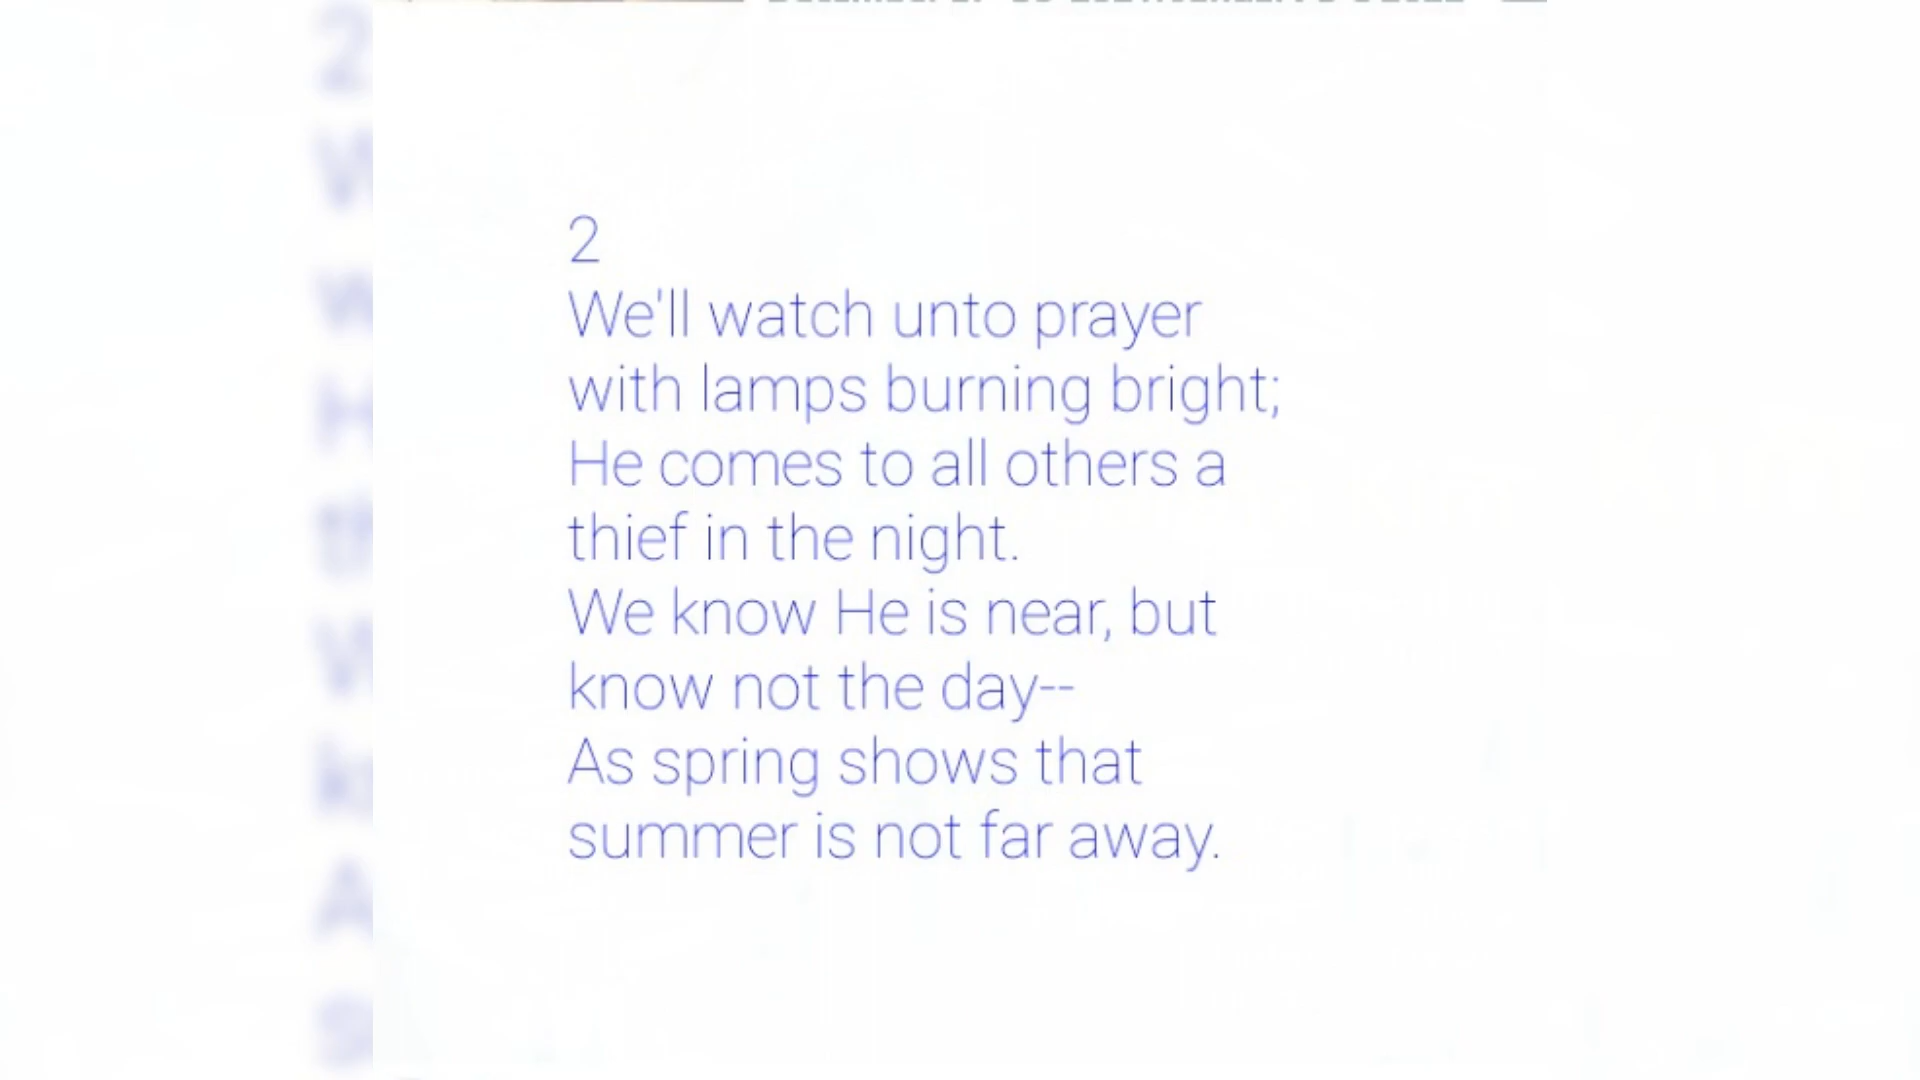 2
We'll watch unto prayer
with lamps burning bright;
He comes to all others a
thief in the night.
We know He is near, but
know not the day--
As spring shows that
summer is not far away.